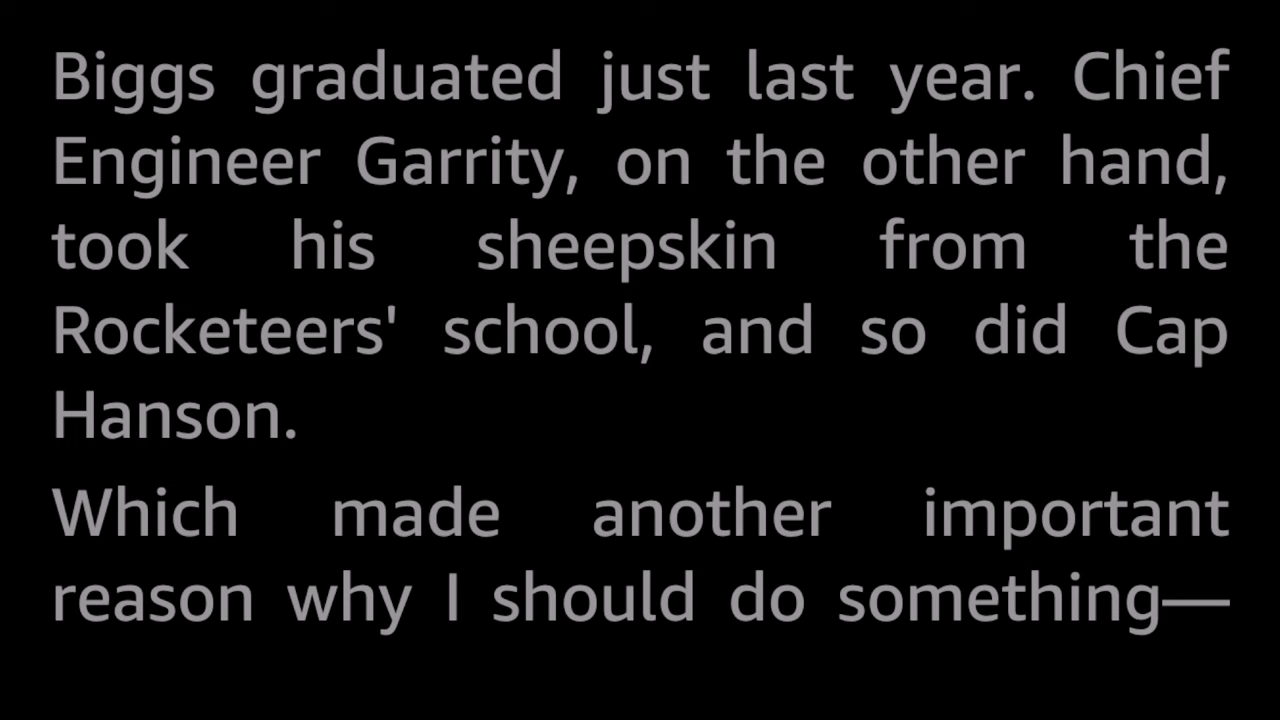 Biggs graduated just last year. Chief
Engineer Garrity, on the other hand,
took his sheepskin from the
Rocketeers' school, and so did Cap
Hanson.
Which made another important
reason why I should do something—